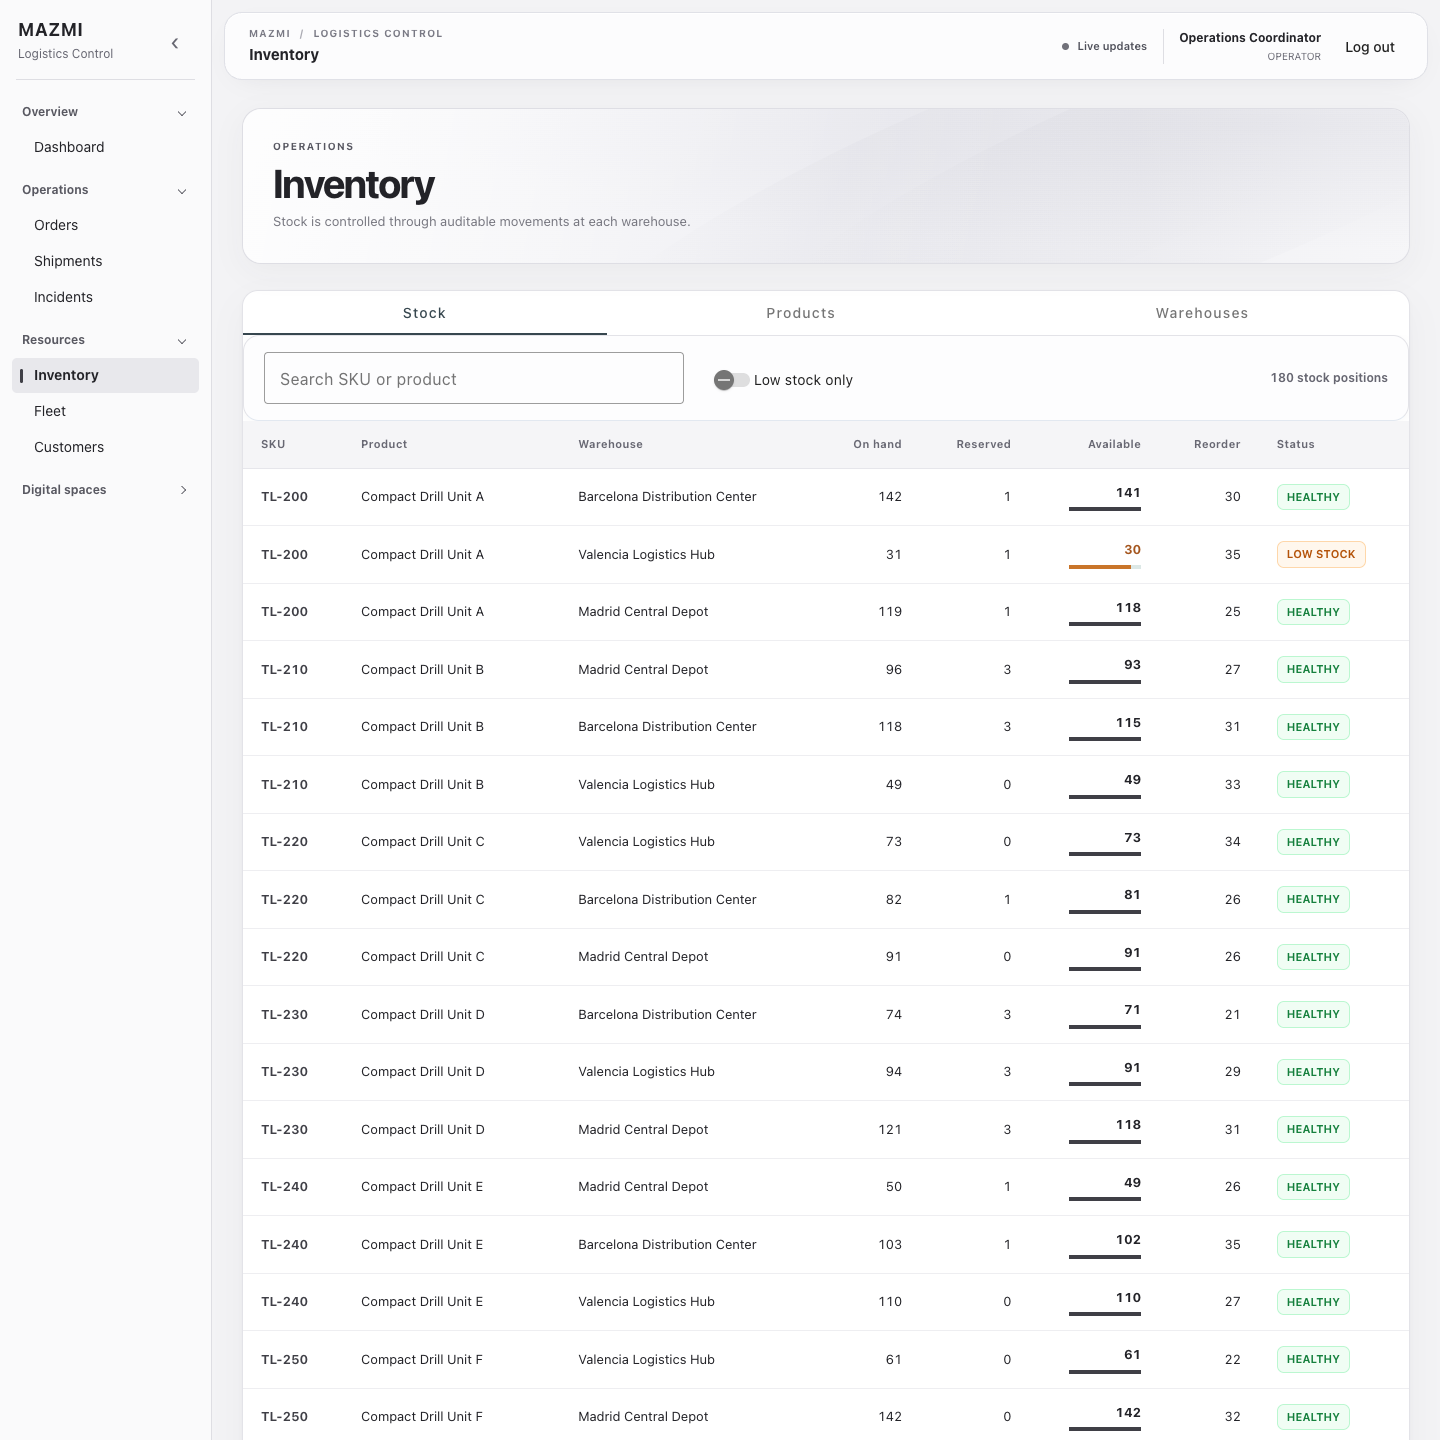 MAZMI
Logistics Control
Overview
Dashboard
Operations
Orders
Shipments
Incidents
Resources
Inventory
Fleet
Customers
Digital spaces
MAZMI / LOGISTICS CONTROL
Inventory
Live updates
Operations Coordinator
OPERATOR
Log out
OPERATIONS
Inventory
Stock is controlled through auditable movements at each warehouse.
Stock Products Warehouses
Search SKU or product
Low stock only
180 stock positions
SKU Product Warehouse On hand Reserved Available Reorder Status
TL-200 Compact Drill Unit A Barcelona Distribution Center 142 1 141 30 HEALTHY
TL-200 Compact Drill Unit A Valencia Logistics Hub 31 1 30 35 LOW STOCK
TL-200 Compact Drill Unit A Madrid Central Depot 119 1 118 25 HEALTHY
TL-210 Compact Drill Unit B Madrid Central Depot 96 3 93 27 HEALTHY
TL-210 Compact Drill Unit B Barcelona Distribution Center 118 3 115 31 HEALTHY
TL-210 Compact Drill Unit B Valencia Logistics Hub 49 0 49 33 HEALTHY
TL-220 Compact Drill Unit C Valencia Logistics Hub 73 0 73 34 HEALTHY
TL-220 Compact Drill Unit C Barcelona Distribution Center 82 1 81 26 HEALTHY
TL-220 Compact Drill Unit C Madrid Central Depot 91 0 91 26 HEALTHY
TL-230 Compact Drill Unit D Barcelona Distribution Center 74 3 71 21 HEALTHY
TL-230 Compact Drill Unit D Valencia Logistics Hub 94 3 91 29 HEALTHY
TL-230 Compact Drill Unit D Madrid Central Depot 121 3 118 31 HEALTHY
TL-240 Compact Drill Unit E Madrid Central Depot 50 1 49 26 HEALTHY
TL-240 Compact Drill Unit E Barcelona Distribution Center 103 1 102 35 HEALTHY
TL-240 Compact Drill Unit E Valencia Logistics Hub 110 0 110 27 HEALTHY
TL-250 Compact Drill Unit F Valencia Logistics Hub 61 0 61 22 HEALTHY
TL-250 Compact Drill Unit F Madrid Central Depot 142 0 142 32 HEALTHY